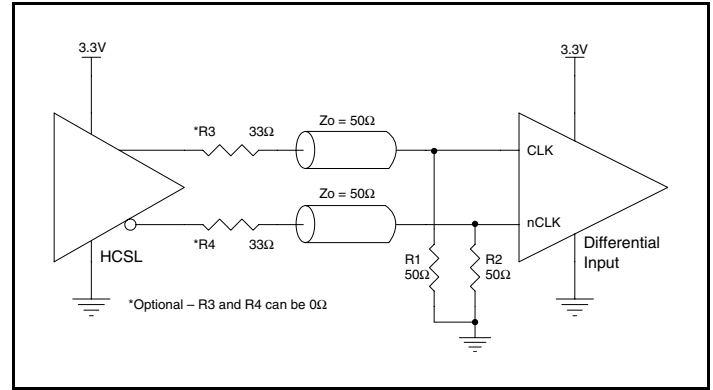 3.3V
3.3V
*R3 33Ω
Zo = 50Ω
CLK
Zo = 50Ω
nCLK
*R4 33Ω
HCSL
R1
50Ω
R2
50Ω
Differential
Input
*Optional – R3 and R4 can be 0Ω